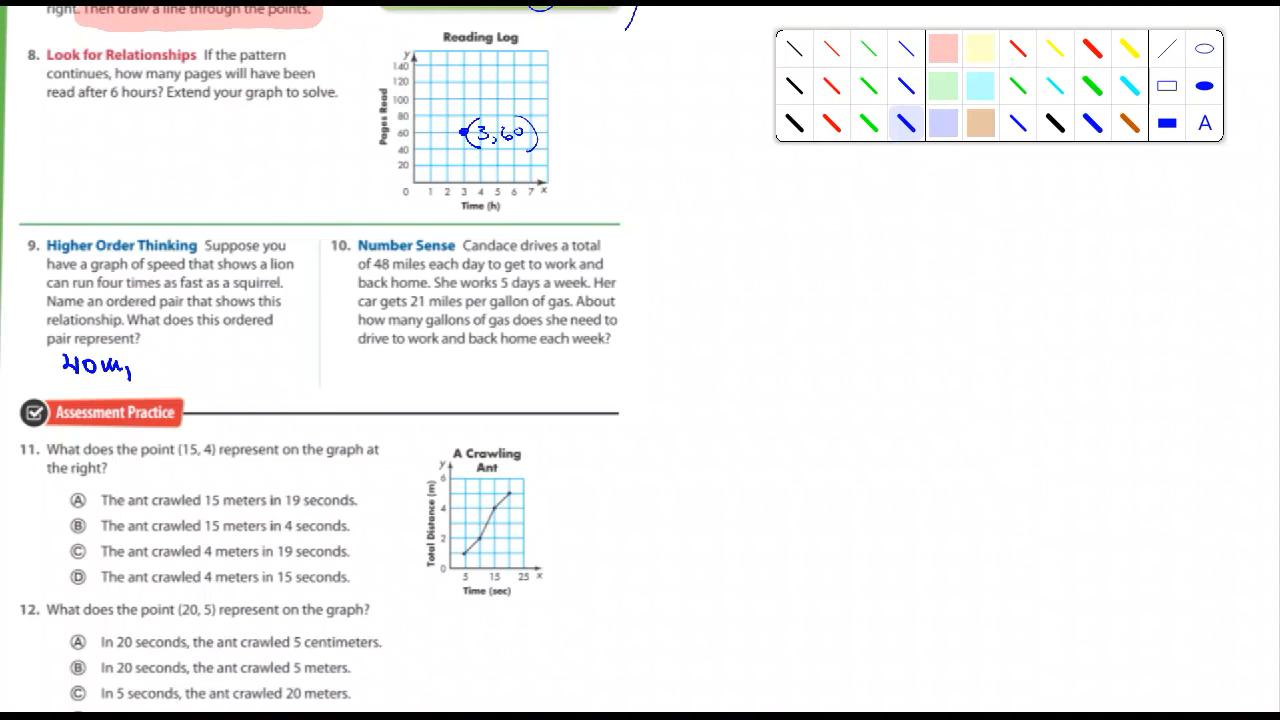 right. Then draw a line through the points.
8. Look for Relationships If the pattern
continues, how many pages will have been
read after 6 hours? Extend your graph to solve.
Reading Log
y
140
120
100
80
60
40
20
0 1 2 3 4 5 6 7 x
Pages Read
Time (h)
(3,60)
9. Higher Order Thinking Suppose you
have a graph of speed that shows a lion
can run four times as fast as a squirrel.
Name an ordered pair that shows this
relationship. What does this ordered
pair represent?
40m,
10. Number Sense Candace drives a total
of 48 miles each day to get to work and
back home. She works 5 days a week. Her
car gets 21 miles per gallon of gas. About
how many gallons of gas does she need to
drive to work and back home each week?
Assessment Practice
11. What does the point (15, 4) represent on the graph at
the right?
A The ant crawled 15 meters in 19 seconds.
B The ant crawled 15 meters in 4 seconds.
C The ant crawled 4 meters in 19 seconds.
D The ant crawled 4 meters in 15 seconds.
A Crawling
Ant
y
6
4
2
0
5 15 25 x
Total Distance (m)
Time (sec)
12. What does the point (20, 5) represent on the graph?
A In 20 seconds, the ant crawled 5 centimeters.
B In 20 seconds, the ant crawled 5 meters.
C In 5 seconds, the ant crawled 20 meters.
A